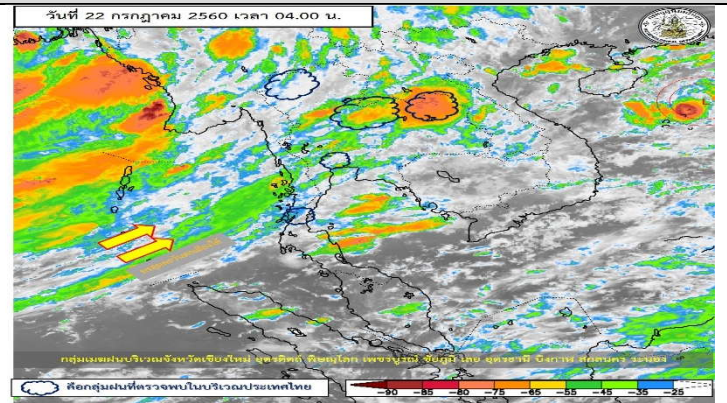 วันที่ 22 กรกฎาคม 2560 เวลา 04.00 น.
กลุ่มเมฆฝนบริเวณจังหวัดเชียงใหม่ อุตรดิตถ์ พิษณุโลก เพชรบูรณ์ ชัยภูมิ เลย อุดรธานี บึงกาฬ สกลนคร ระนอง
คือกลุ่มฝนที่ตรวจพบในบริเวณประเทศไทย
-90 -85 -80 -75 -65 -55 -45 -35 -25